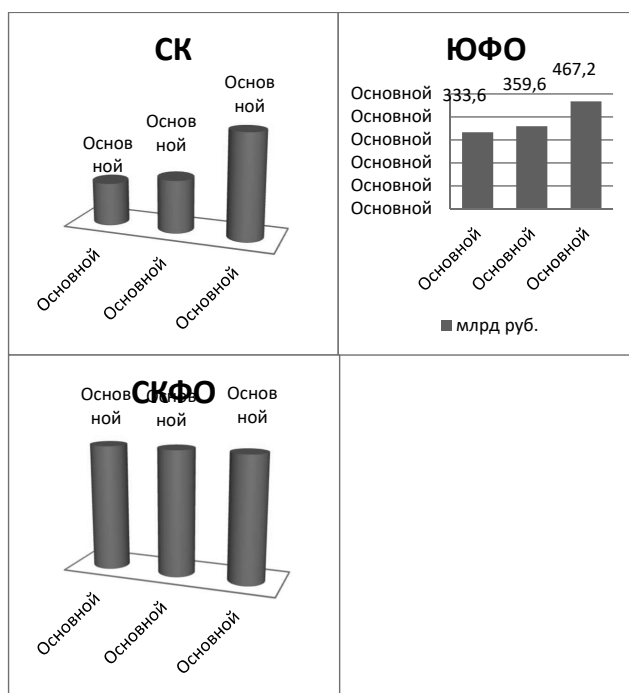 СК
Основ
ной
Основ
ной
Основ
ной
Основной
Основной
Основной
ЮФО
333,6
359,6
467,2
Основной
Основной
Основной
Основной
Основной
Основной
Основной
Основной
Основной
млрд руб.
СКФО
Основ
ной
Основ
ной
Основ
ной
Основной
Основной
Основной